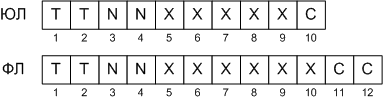 ЮЛ Т Т N N X X X X X С
1 2 3 4 5 6 7 8 9 10
ФЛ Т Т N N X X X X X X С С
1 2 3 4 5 6 7 8 9 10 11 12